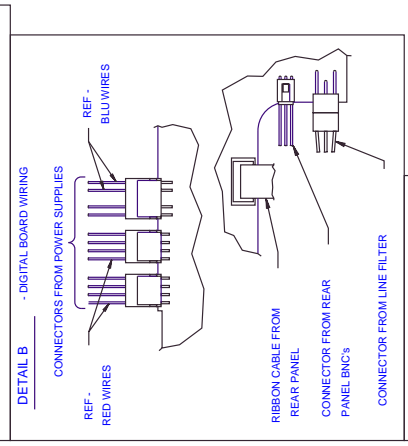 DETAIL B - DIGITAL BOARD WIRING
CONNECTORS FROM POWER SUPPLIES
REF -
RED WIRES
REF -
BLU WIRES
RIBBON CABLE FROM
REAR PANEL
CONNECTOR FROM REAR
PANEL BNC's
CONNECTOR FROM LINE FILTER